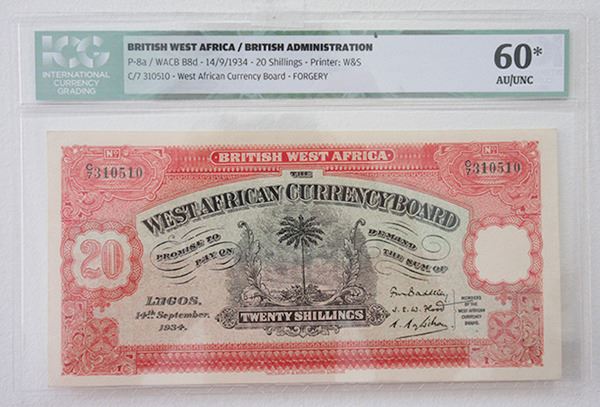 ICG
INTERNATIONAL
CURRENCY
GRADING
BRITISH WEST AFRICA / BRITISH ADMINISTRATION
P-8a / WACB B8d - 14/9/1934 - 20 Shillings - Printer: W&S
C/7 310510 - West African Currency Board - FORGERY
60*
AU/UNC
No
No
C/7 310510
BRITISH WEST AFRICA
C/7 310510
THE
WEST AFRICAN CURRENCY BOARD
PROMISE TO
PAY ON
DEMAND
THE SUM OF
20
LAGOS,
14th September,
1934.
TWENTY SHILLINGS
MEMBERS
OF THE
WEST AFRICAN
CURRENCY
BOARD.